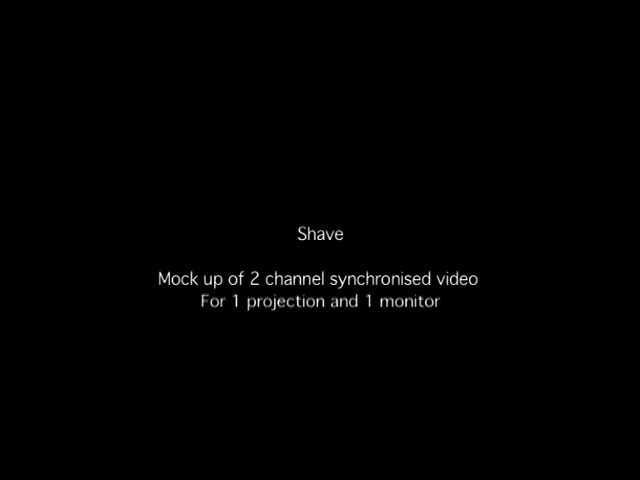 Shave
Mock up of 2 channel synchronised video
For 1 projection and 1 monitor